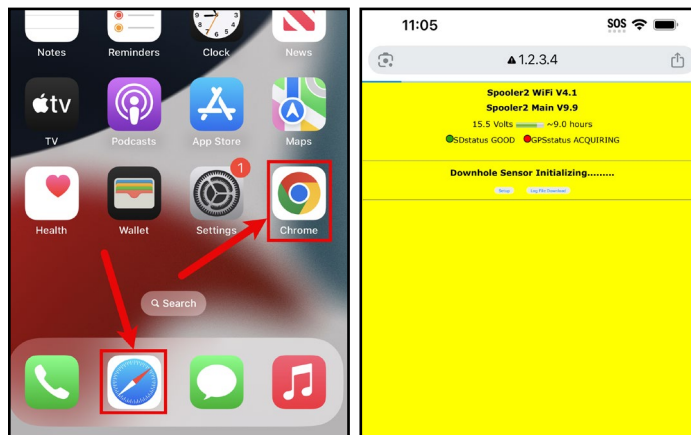 Notes Reminders Clock News
tv
TV Podcasts App Store Maps
1
Health Wallet Settings Chrome
Search
11:05 SOS
1.2.3.4
Spooler2 WiFi V4.1
Spooler2 Main V9.9
15.5 Volts ~9.0 hours
SDstatus GOOD GPSstatus ACQUIRING
Downhole Sensor Initializing.........
Setup Log File Download